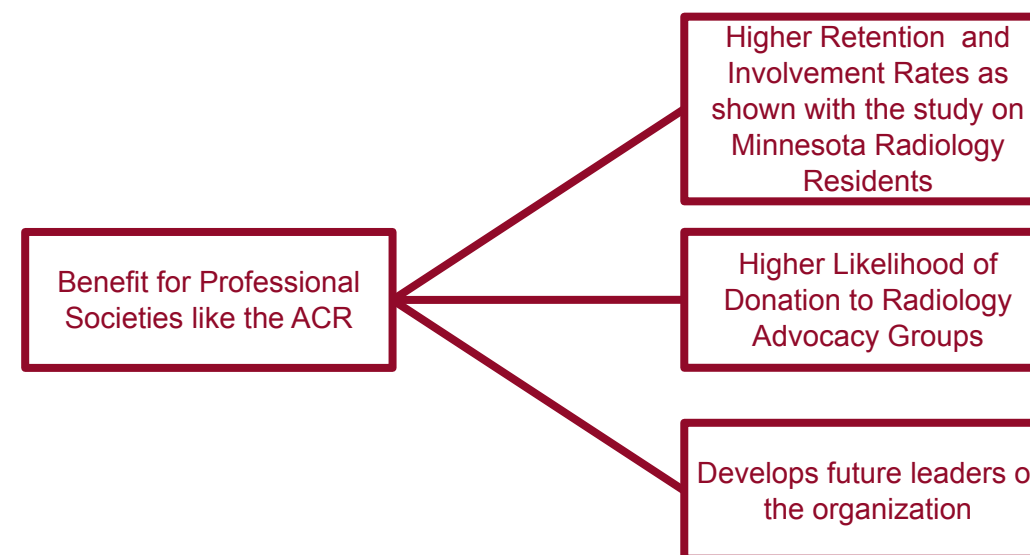 Higher Retention and
Involvement Rates as
shown with the study on
Minnesota Radiology
Residents
Benefit for Professional
Societies like the ACR
Higher Likelihood of
Donation to Radiology
Advocacy Groups
Develops future leaders o
the organization